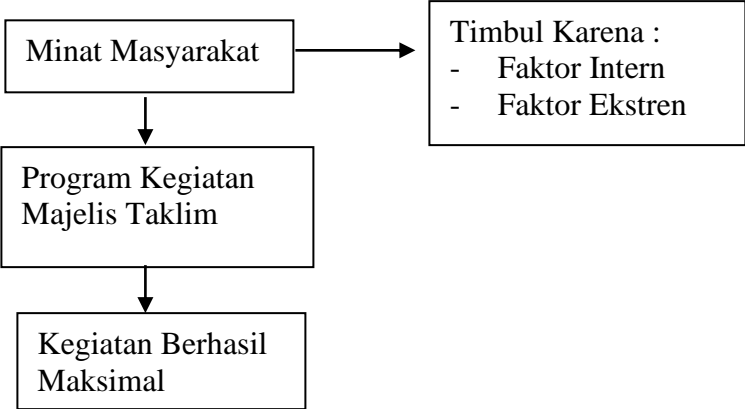 Minat Masyarakat
Timbul Karena :
- Faktor Intern
- Faktor Ekstren
Program Kegiatan
Majelis Taklim
Kegiatan Berhasil
Maksimal